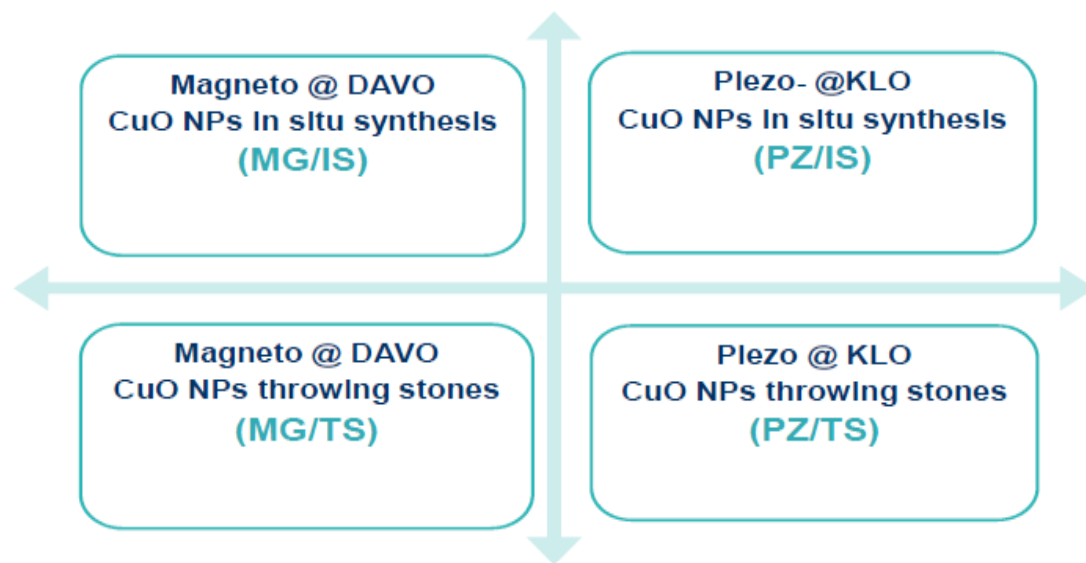 Magneto @ DAVO
CuO NPs in situ synthesis
(MG/IS)
Piezo- @KLO
CuO NPs in situ synthesis
(PZ/IS)
Magneto @ DAVO
CuO NPs throwing stones
(MG/TS)
Piezo @ KLO
CuO NPs throwing stones
(PZ/TS)